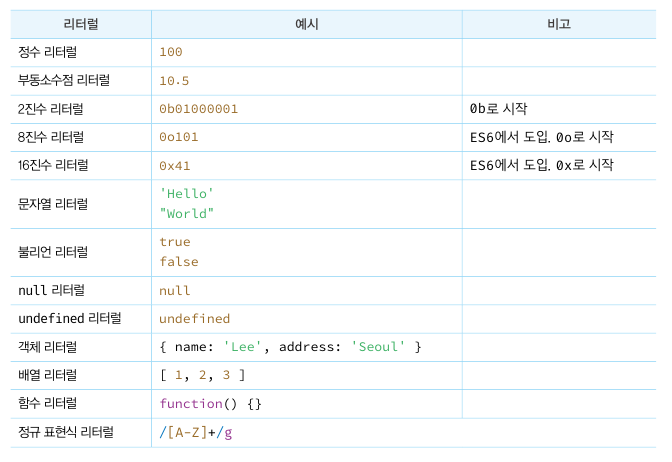 리터럴 예시 비고
정수 리터럴 100
부동소수점 리터럴 10.5
2진수 리터럴 0b01000001 0b로 시작
8진수 리터럴 0o101 ES6에서 도입. 0o로 시작
16진수 리터럴 0x41 ES6에서 도입. 0x로 시작
문자열 리터럴 'Hello'
"World"
불리언 리터럴 true
false
null 리터럴 null
undefined 리터럴 undefined
객체 리터럴 { name: 'Lee', address: 'Seoul' }
배열 리터럴 [ 1, 2, 3 ]
함수 리터럴 function() {}
정규 표현식 리터럴 /[A-Z]+/g